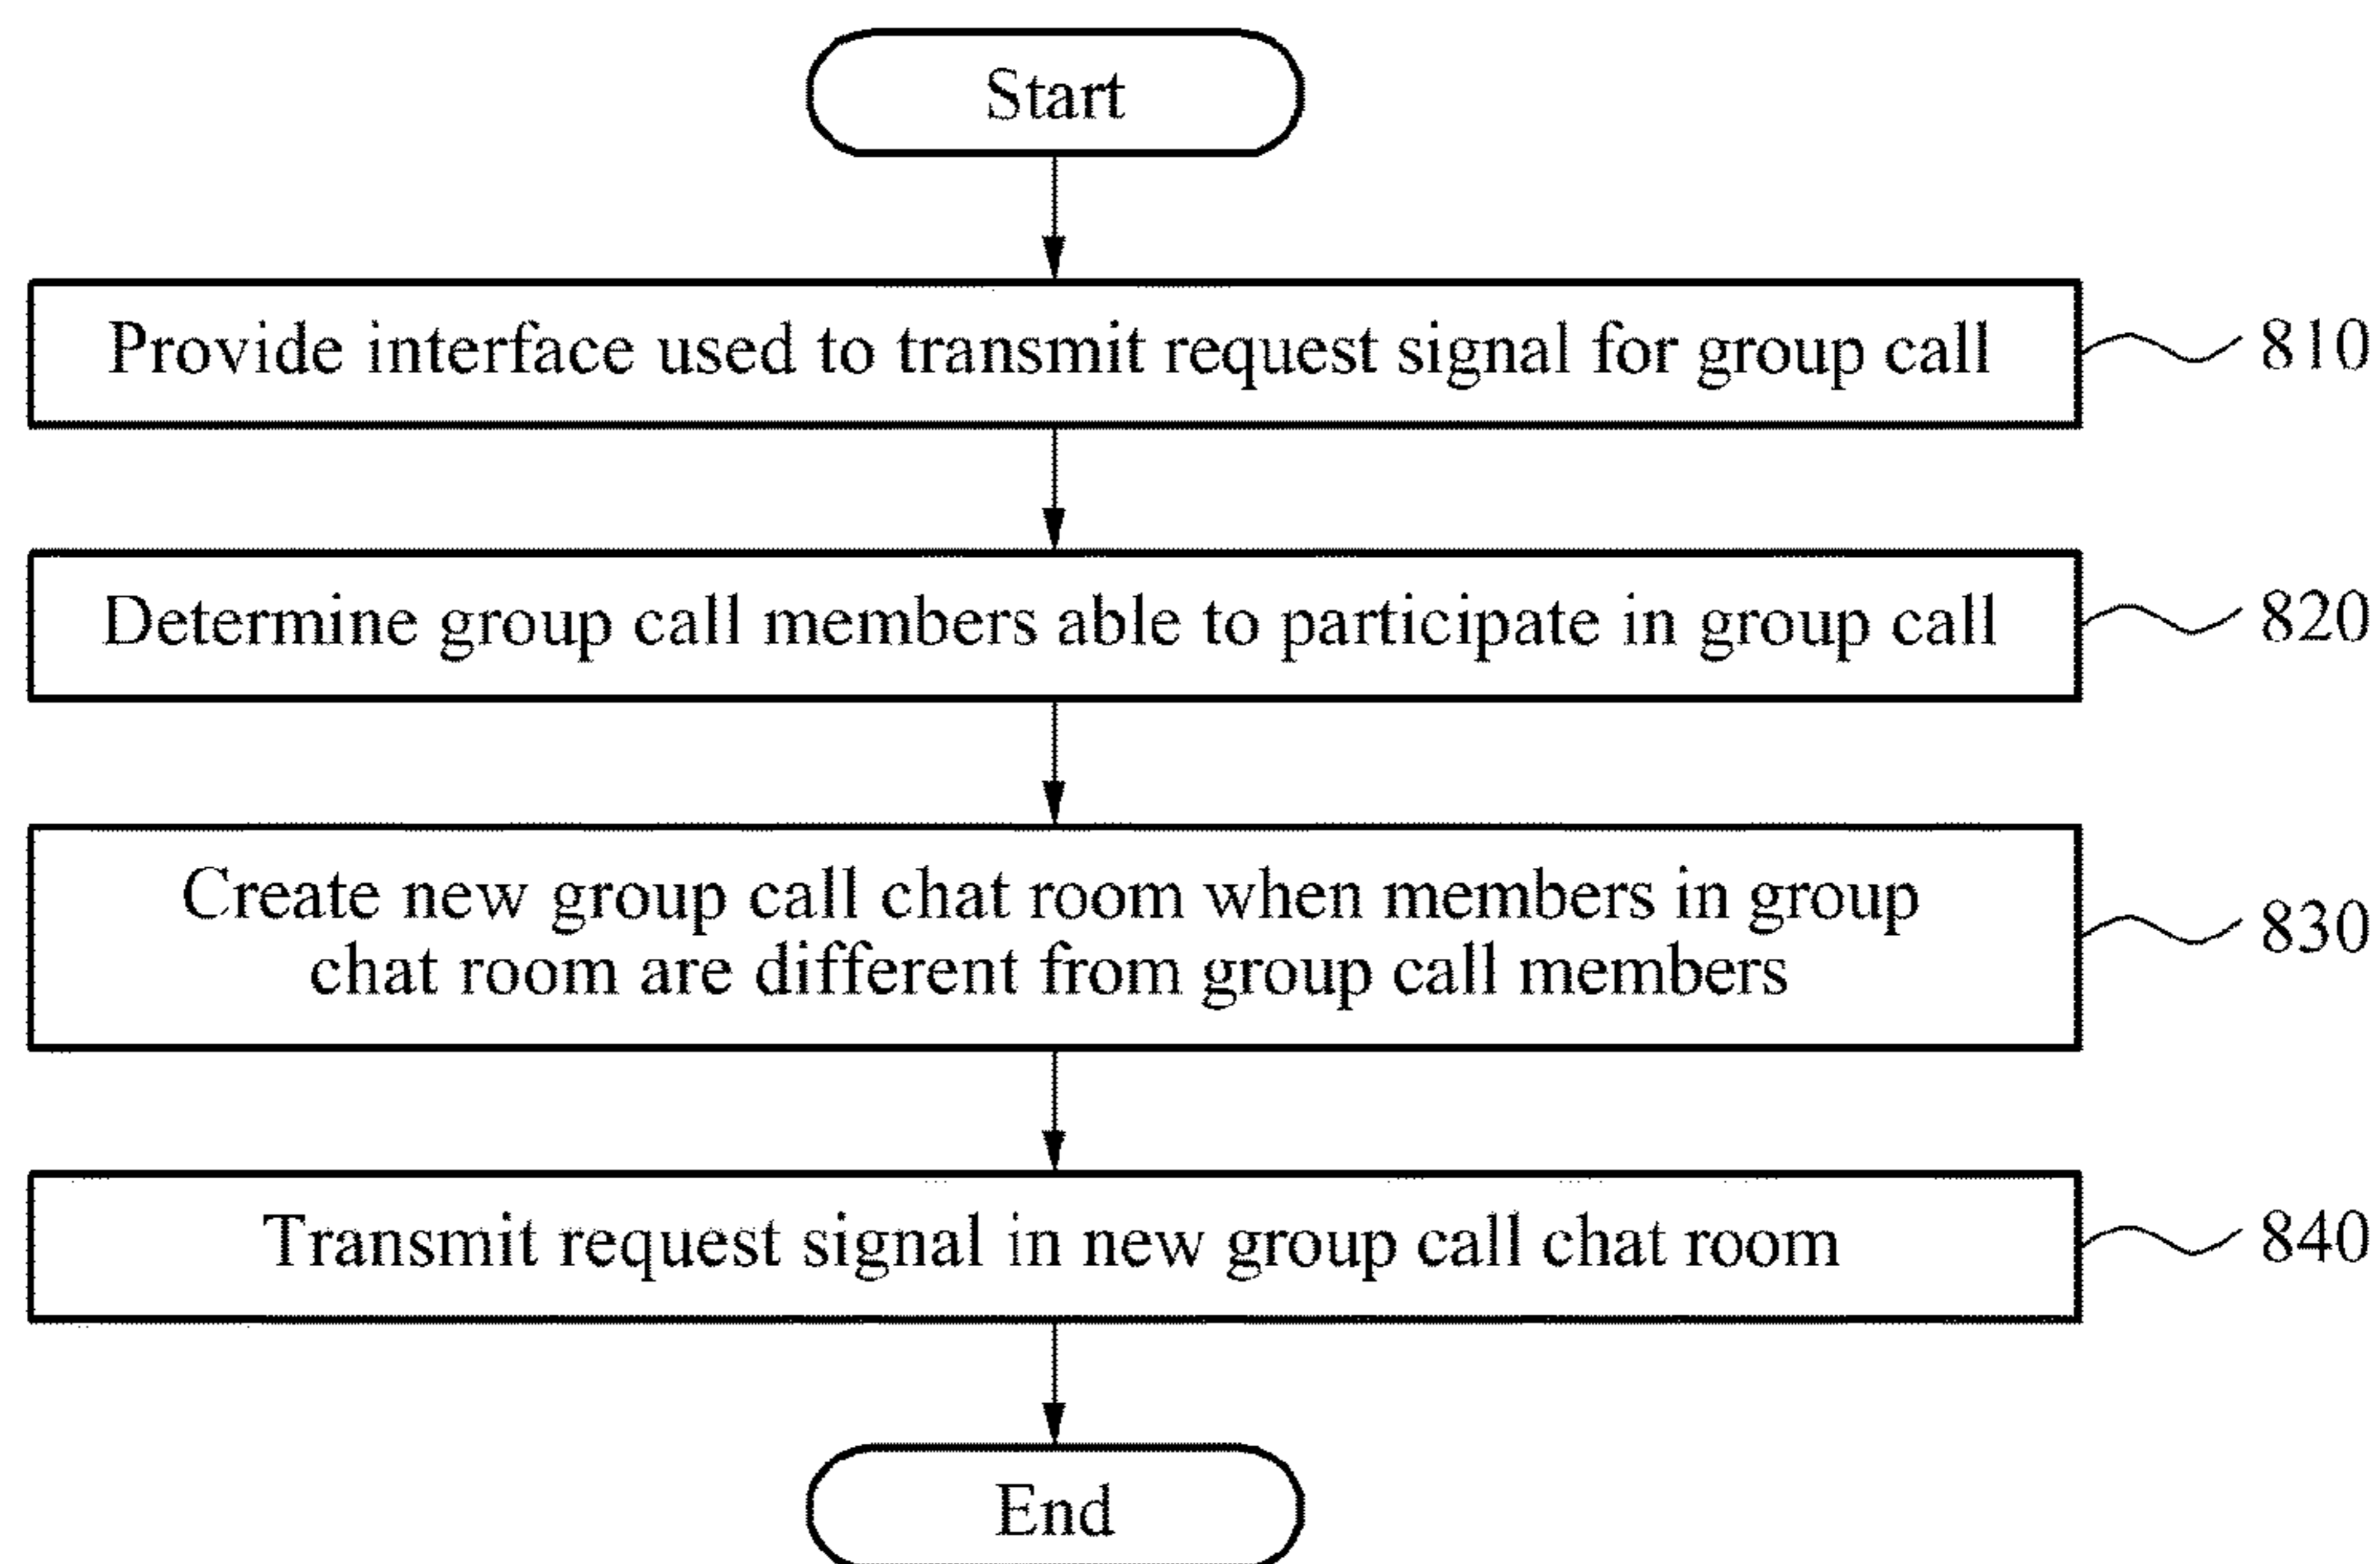 Start
Provide interface used to transmit request signal for group call
810
Determine group call members able to participate in group call
820
Create new group call chat room when members in group
chat room are different from group call members
830
Transmit request signal in new group call chat room
840
End